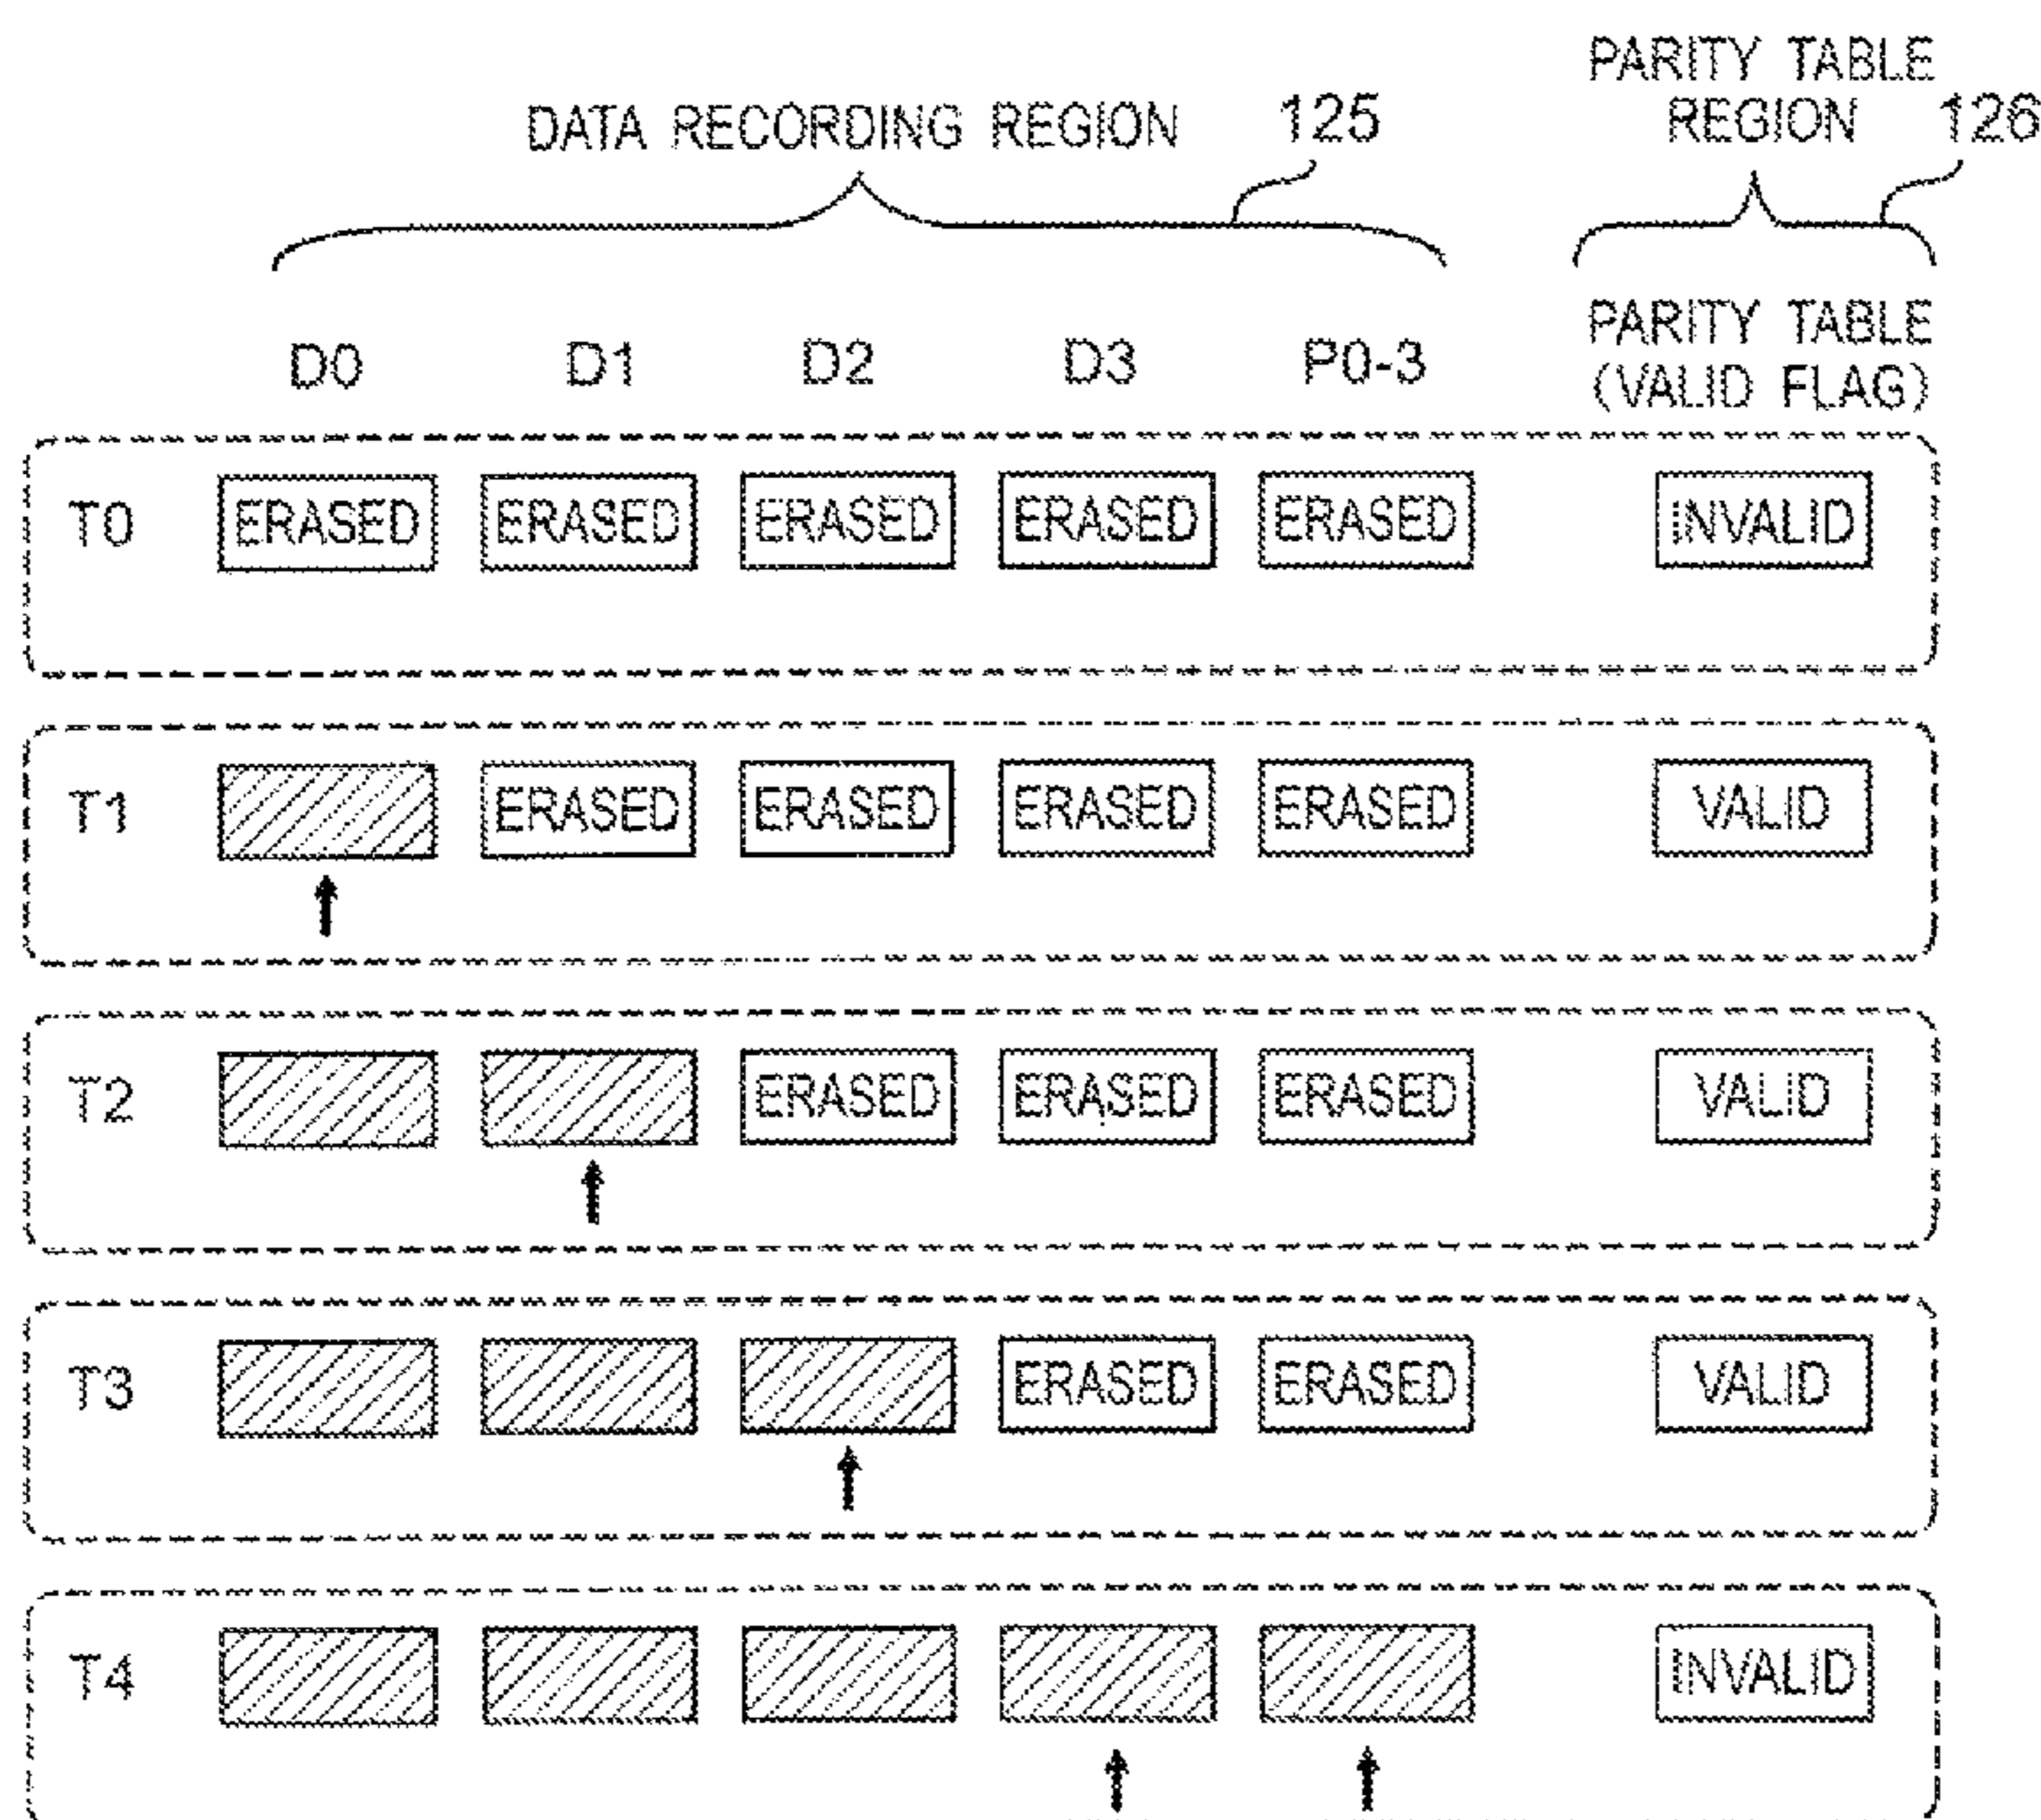 PARITY TABLE
DATA RECORDING REGION 125 REGION 126
PARITY TABLE
D0 D1 D2 D3 P0-3 (VALID FLAG)
T0 ERASED ERASED ERASED ERASED ERASED INVALID
T1 ERASED ERASED ERASED ERASED VALID
T2 ERASED ERASED ERASED VALID
T3 ERASED ERASED VALID
T4 INVALID